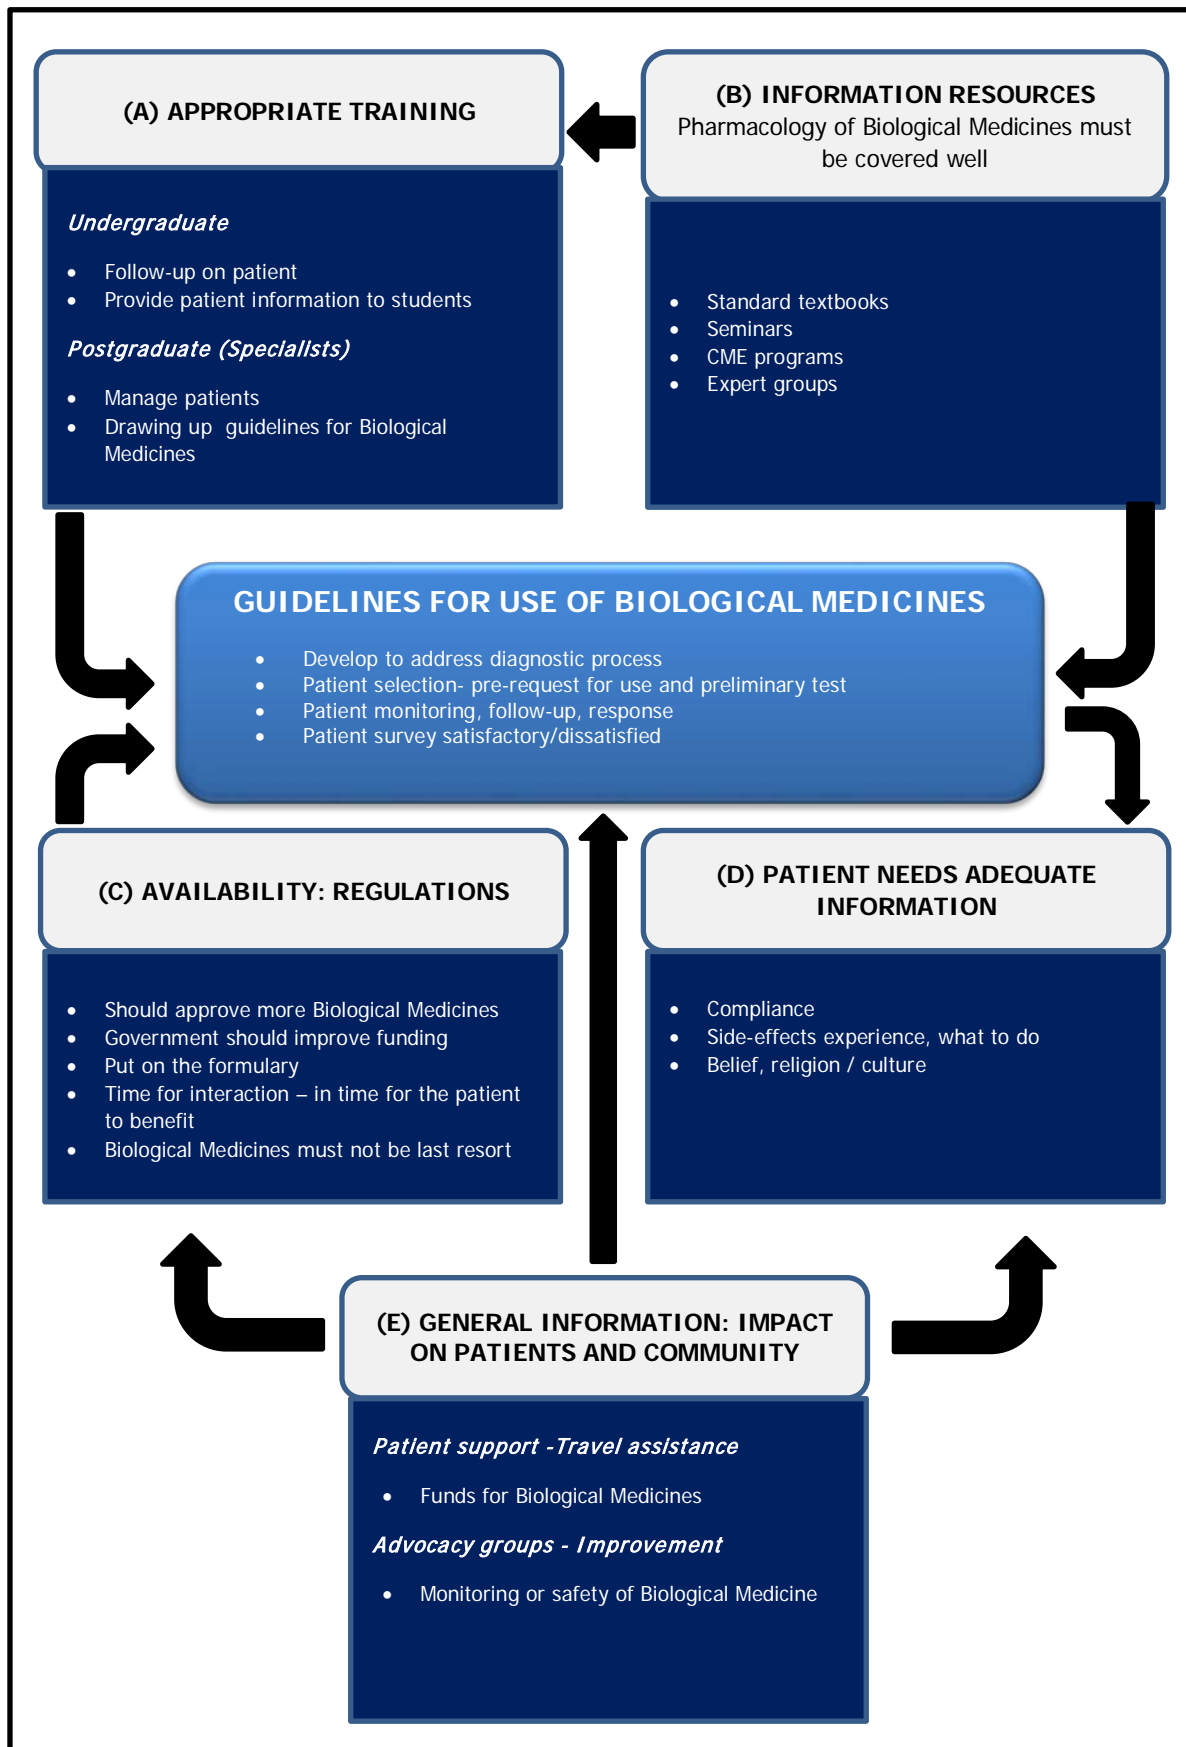 (A) APPROPRIATE TRAINING
Undergraduate
• Follow-up on patient
• Provide patient information to students
Postgraduate (Specialists)
• Manage patients
• Drawing up guidelines for Biological
Medicines
(B) INFORMATION RESOURCES
Pharmacology of Biological Medicines must
be covered well
• Standard textbooks
• Seminars
• CME programs
• Expert groups
GUIDELINES FOR USE OF BIOLOGICAL MEDICINES
• Develop to address diagnostic process
• Patient selection- pre-request for use and preliminary test
• Patient monitoring, follow-up, response
• Patient survey satisfactory/dissatisfied
(C) AVAILABILITY: REGULATIONS
• Should approve more Biological Medicines
• Government should improve funding
• Put on the formulary
• Time for interaction – in time for the patient
to benefit
• Biological Medicines must not be last resort
(D) PATIENT NEEDS ADEQUATE
INFORMATION
• Compliance
• Side-effects experience, what to do
• Belief, religion / culture
(E) GENERAL INFORMATION: IMPACT
ON PATIENTS AND COMMUNITY
Patient support -Travel assistance
• Funds for Biological Medicines
Advocacy groups - Improvement
• Monitoring or safety of Biological Medicine